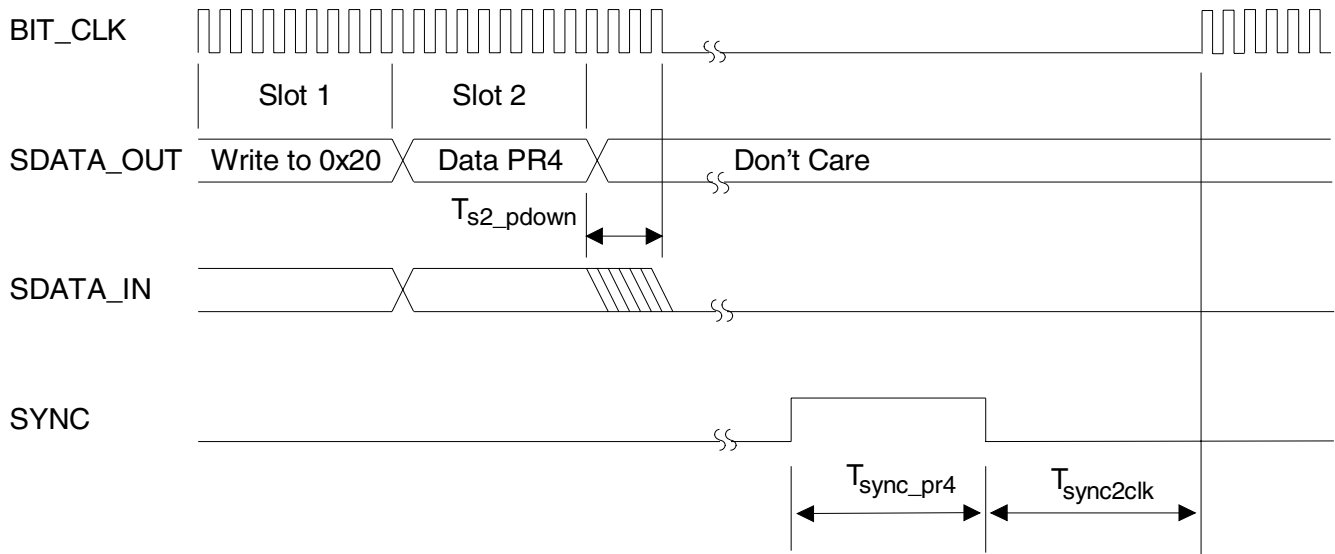 BIT_CLK
Slot 1 Slot 2
SDATA_OUT Write to 0x20 Data PR4 Don't Care
Ts2_pdown
SDATA_IN
SYNC
Tsync_pr4 Tsync2clk